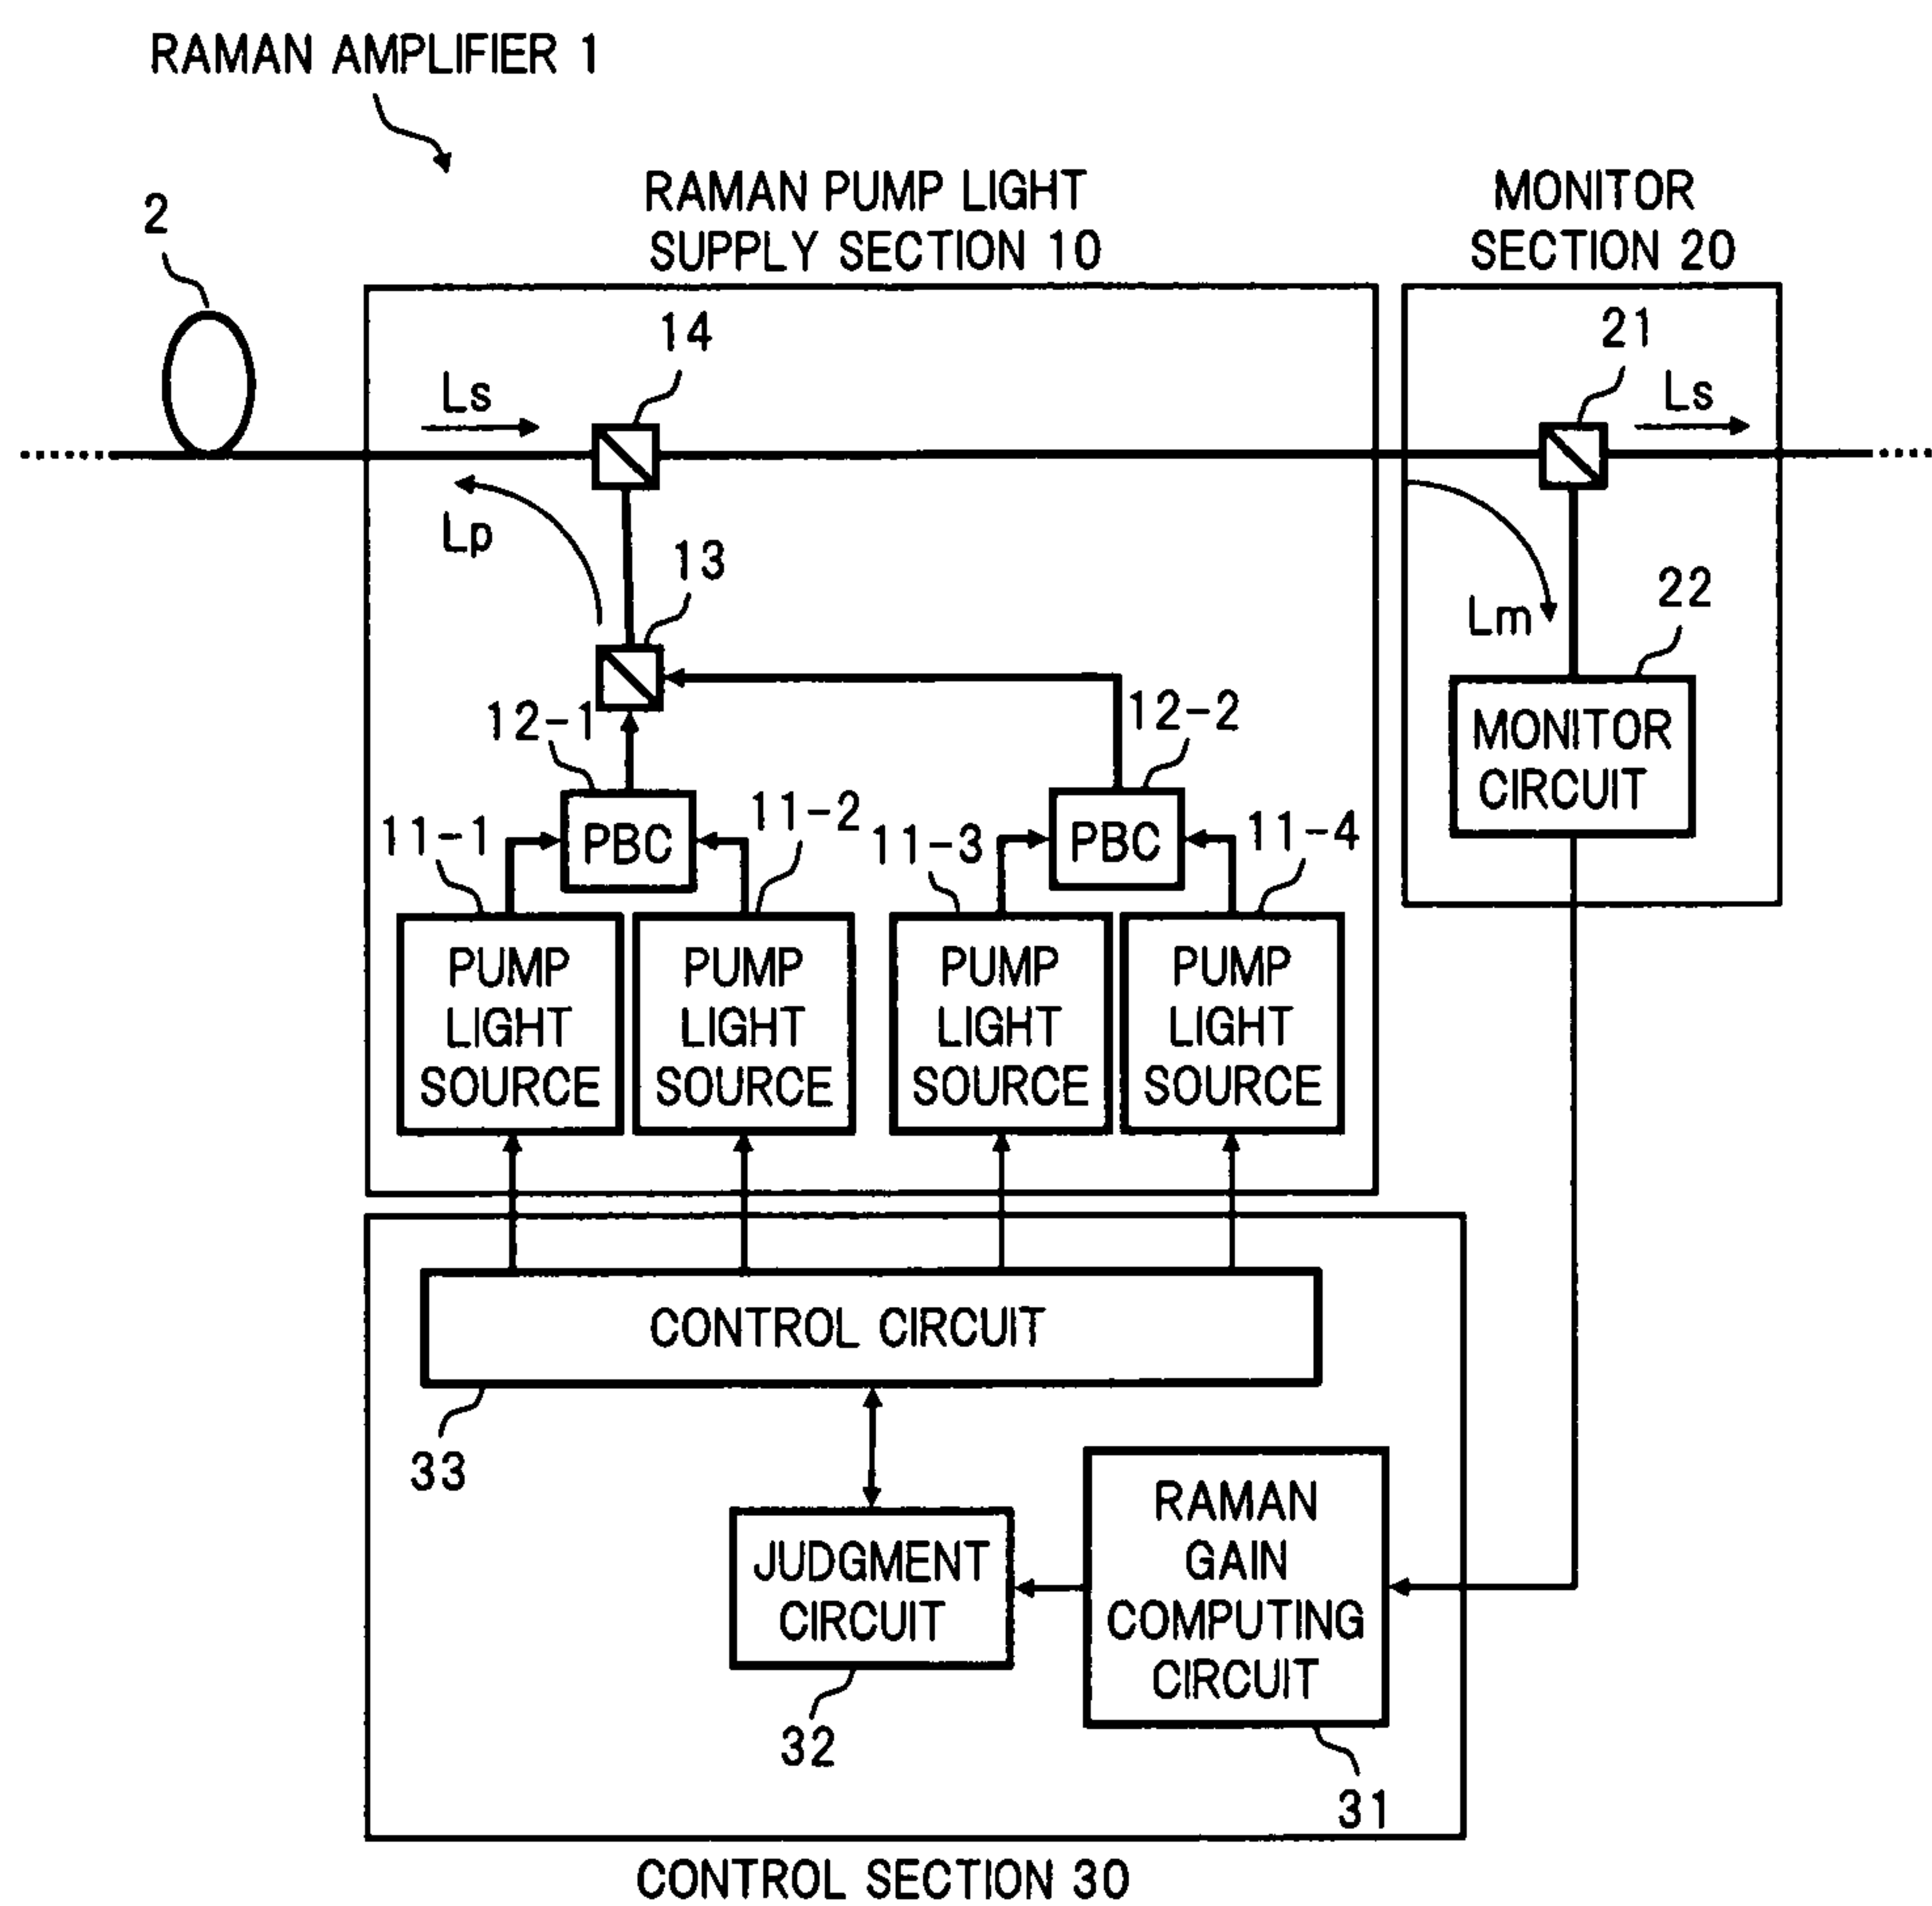 RAMAN AMPLIFIER 1
RAMAN PUMP LIGHT
SUPPLY SECTION 10
MONITOR
SECTION 20
2
14
21
Ls
Ls
Lp
13
Lm
22
12-1
12-2
MONITOR
CIRCUIT
11-1
PBC
11-2
11-3
PBC
11-4
PUMP
LIGHT
SOURCE
PUMP
LIGHT
SOURCE
PUMP
LIGHT
SOURCE
PUMP
LIGHT
SOURCE
CONTROL CIRCUIT
33
JUDGMENT
CIRCUIT
32
RAMAN
GAIN
COMPUTING
CIRCUIT
31
CONTROL SECTION 30